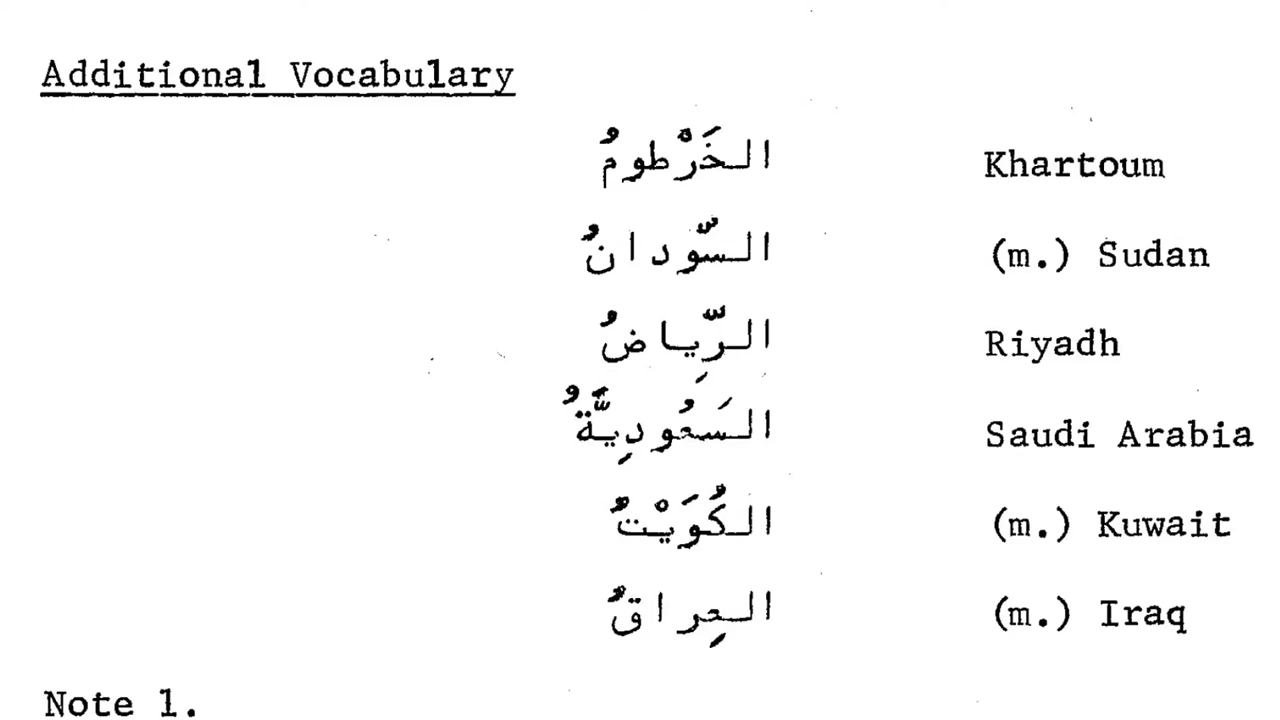 Additional Vocabulary
الخَرْطومُ Khartoum
السّودانُ (m.) Sudan
الرِّياضُ Riyadh
السَعُودِيَّةُ Saudi Arabia
الكُوَيْتُ (m.) Kuwait
العِراقُ (m.) Iraq
Note 1.